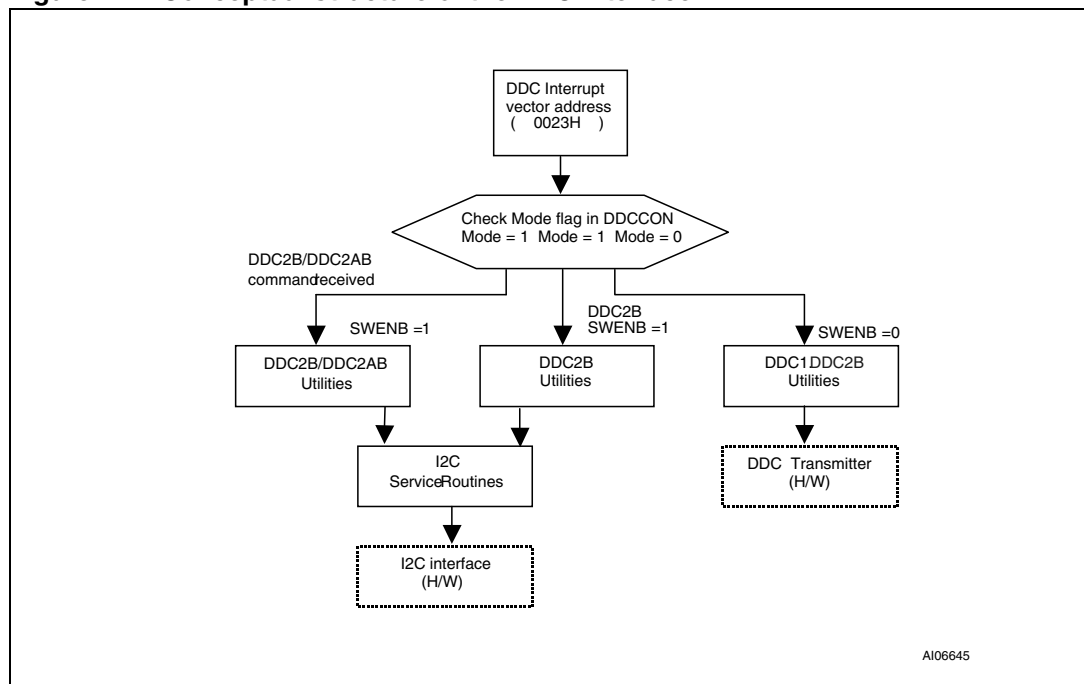 DDC Interrupt
vector address
( 0023H )
Check Mode flag in DDCCON
Mode = 1 Mode = 1 Mode = 0
DDC2B/DDC2AB
commandreceived
SWENB =1
DDC2B
SWENB =1
SWENB =0
DDC2B/DDC2AB
Utilities
DDC2B
Utilities
DDC1DDC2B
Utilities
I2C
ServiceRoutines
DDC Transmitter
(H/W)
I2C interface
(H/W)
AI06645